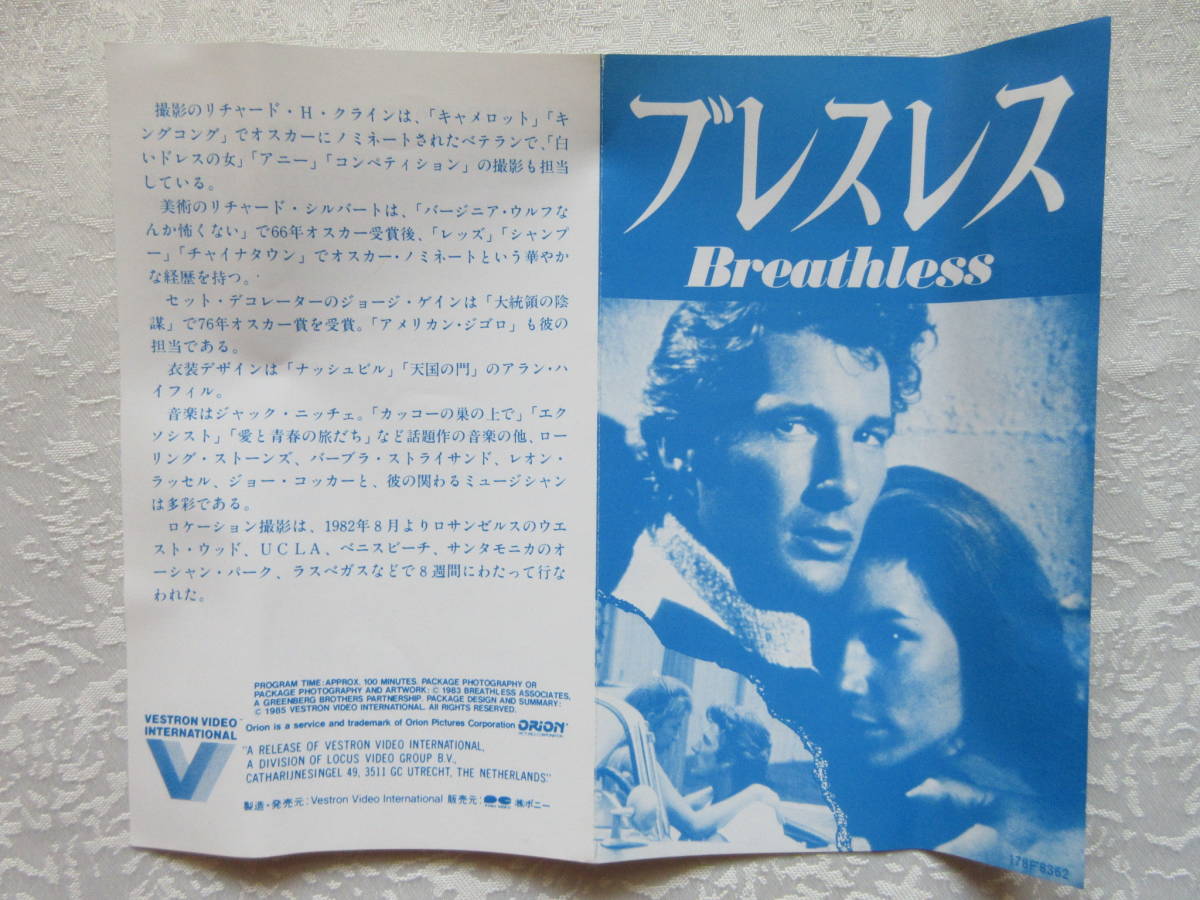 撮影のリチャード・H・クラインは、「キャメロット」「キ
ングコング」でオスカーにノミネートされたベテランで、「白
いドレスの女」「アニー」「コンペティション」の撮影も担当
している。
美術のリチャード・シルバートは、「バージニア・ウルフな
んか怖くない」で66年オスカー受賞後、「レッズ」「シャンプ
ー」「チャイナタウン」でオスカー・ノミネートという華やか
な経歴を持つ。
セット・デコレーターのジョージ・ゲインは「大統領の陰
謀」で76年オスカー賞を受賞。「アメリカン・ジゴロ」も彼の
担当である。
衣装デザインは「ナッシュビル」「天国の門」のアラン・ハ
イフィル。
音楽はジャック・ニッチェ。「カッコーの巣の上で」「エク
ソシスト」「愛と青春の旅だち」など話題作の音楽の他、ロー
リング・ストーンズ、バーブラ・ストライサンド、レオン・
ラッセル、ジョー・コッカーと、彼の関わるミュージシャン
は多彩である。
ロケーション撮影は、1982年8月よりロサンゼルスのウエ
スト・ウッド、UCLA、ベニスビーチ、サンタモニカのオ
ーシャン・パーク、ラスベガスなどで8週間にわたって行な
われた。
PROGRAM TIME: APPROX. 100 MINUTES. PACKAGE PHOTOGRAPHY OR
PACKAGE PHOTOGRAPHY AND ARTWORK: © 1983 BREATHLESS ASSOCIATES,
A GREENBERG BROTHERS PARTNERSHIP. PACKAGE DESIGN AND SUMMARY:
© 1985 VESTRON VIDEO INTERNATIONAL. All RIGHTS RESERVED.
Orion is a service and trademark of Orion Pictures Corporation ORION
VESTRON VIDEO
INTERNATIONAL
"A RELEASE OF VESTRON VIDEO INTERNATIONAL,
A DIVISION OF LOCUS VIDEO GROUP B.V.,
CATHARIJNESINGEL 49, 3511 GC UTRECHT, THE NETHERLANDS"
製造・発売元：Vestron Video International 販売元：㈱ポニー
ブレスレス
Breathless
178F6362